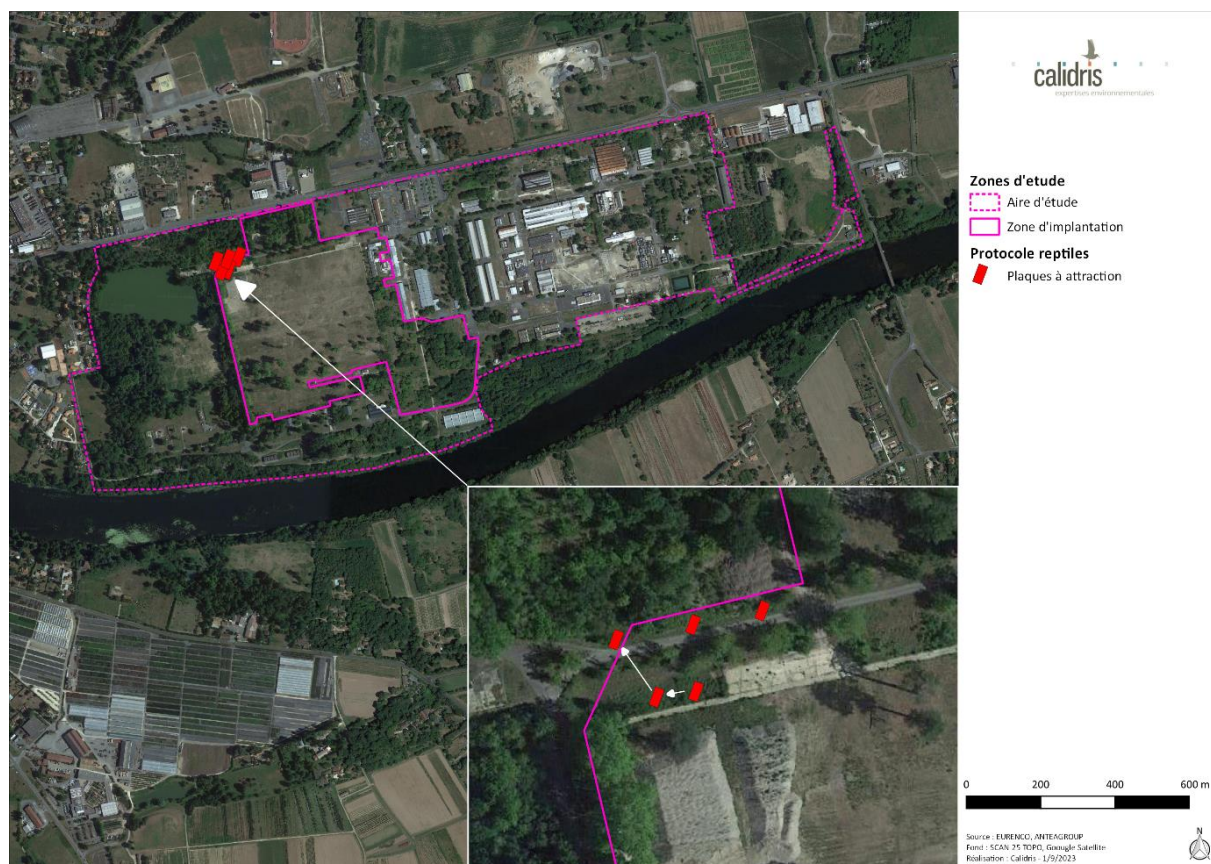 calidris
expertises environnementales
Zones d'etude
Aire d'étude
Zone d'implantation
Protocole reptiles
Plaques à attraction
0 200 400 600 m
Source : EURENCO, ANTEAGROUP
Fond : SCAN 25 TOPO, Goougle Satellite
Réalisation : Calidris - 1/9/2023
N